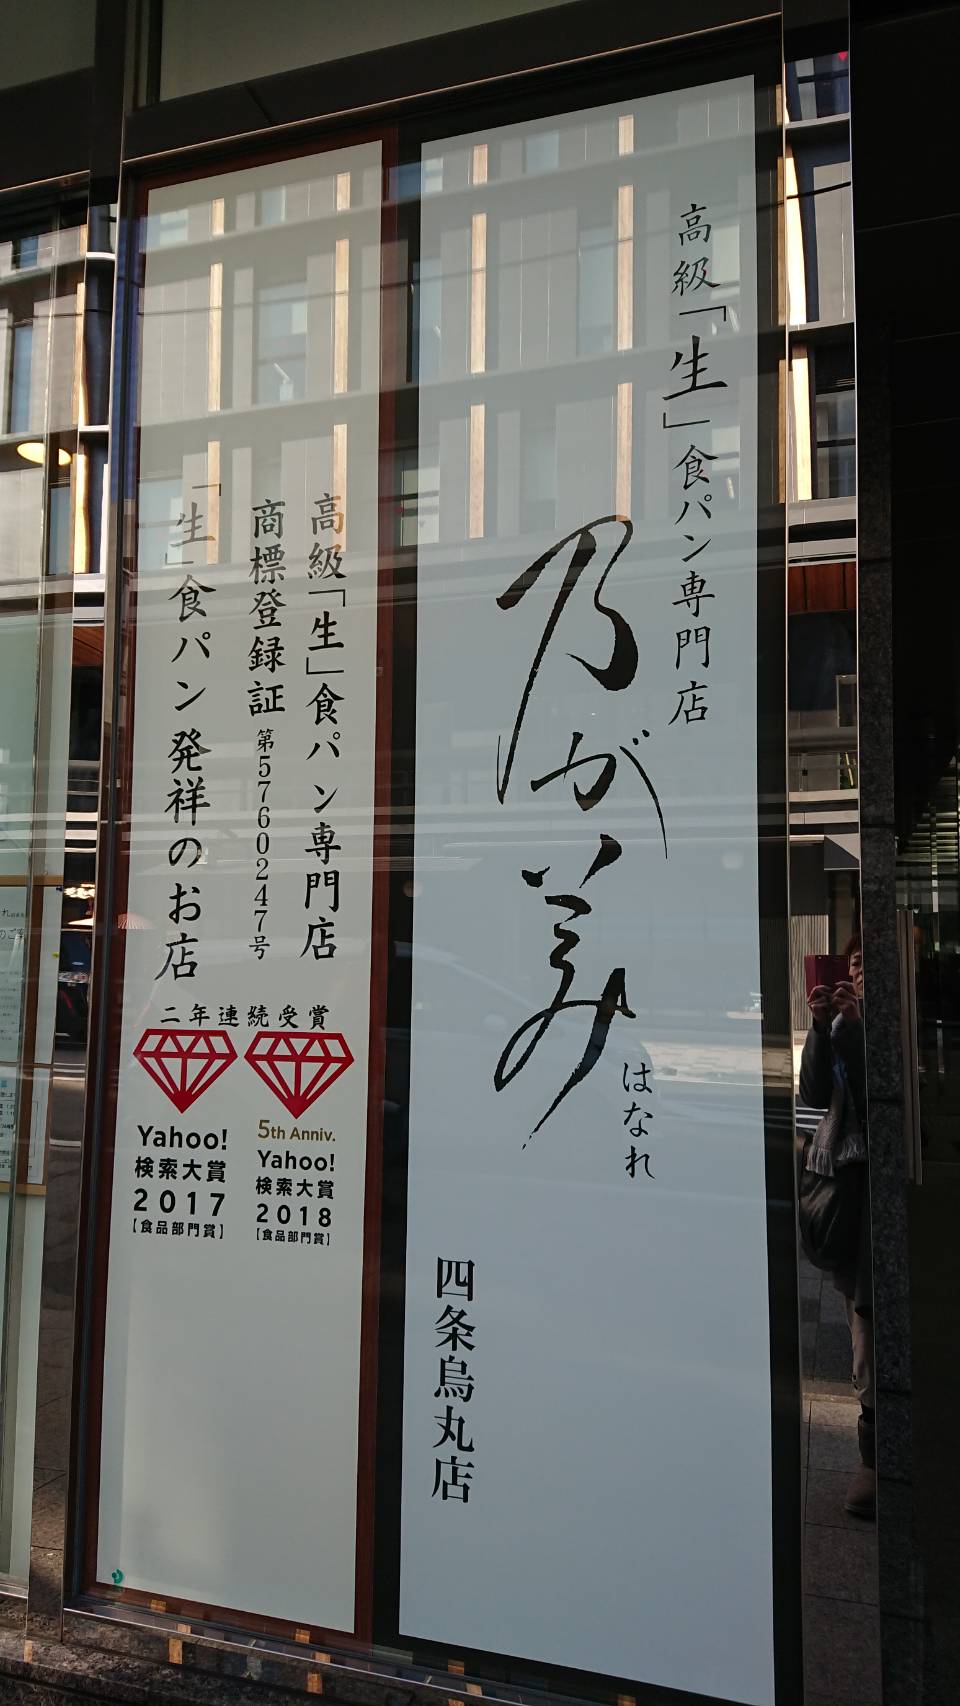 高級「生」食パン専門店
乃が美
はなれ
四条烏丸店
高級「生」食パン専門店
商標登録証第5760247号
「生」食パン発祥のお店
二年連続受賞
Yahoo!
検索大賞
2017
【食品部門賞】
5th Anniv.
Yahoo!
検索大賞
2018
【食品部門賞】